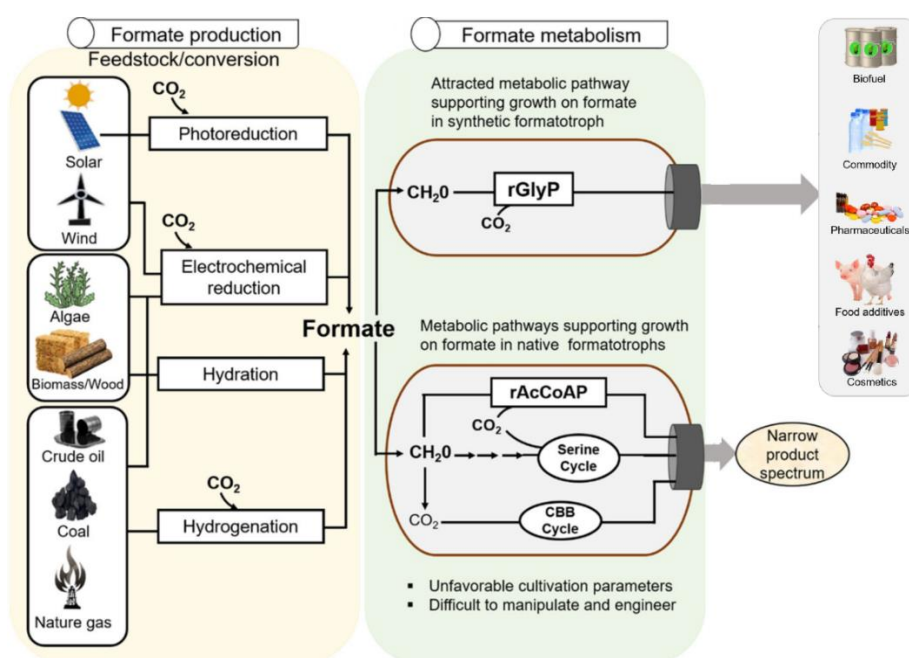 Formate production
Feedstock/conversion
CO₂
Photoreduction
Solar
Wind
CO₂
Electrochemical
reduction
Algae
Biomass/Wood
Hydration
Crude oil
Coal
Nature gas
CO₂
Hydrogenation
Formate
Formate metabolism
Attracted metabolic pathway
supporting growth on formate
in synthetic formatotroph
CH₂0
rGlyP
CO₂
Metabolic pathways supporting growth
on formate in native formatotrophs
rAcCoAP
CO₂
CH₂0
Serine
Cycle
CO₂
CBB
Cycle
▪ Unfavorable cultivation parameters
▪ Difficult to manipulate and engineer
Biofuel
Commodity
Pharmaceuticals
Food additives
Cosmetics
Narrow
product
spectrum